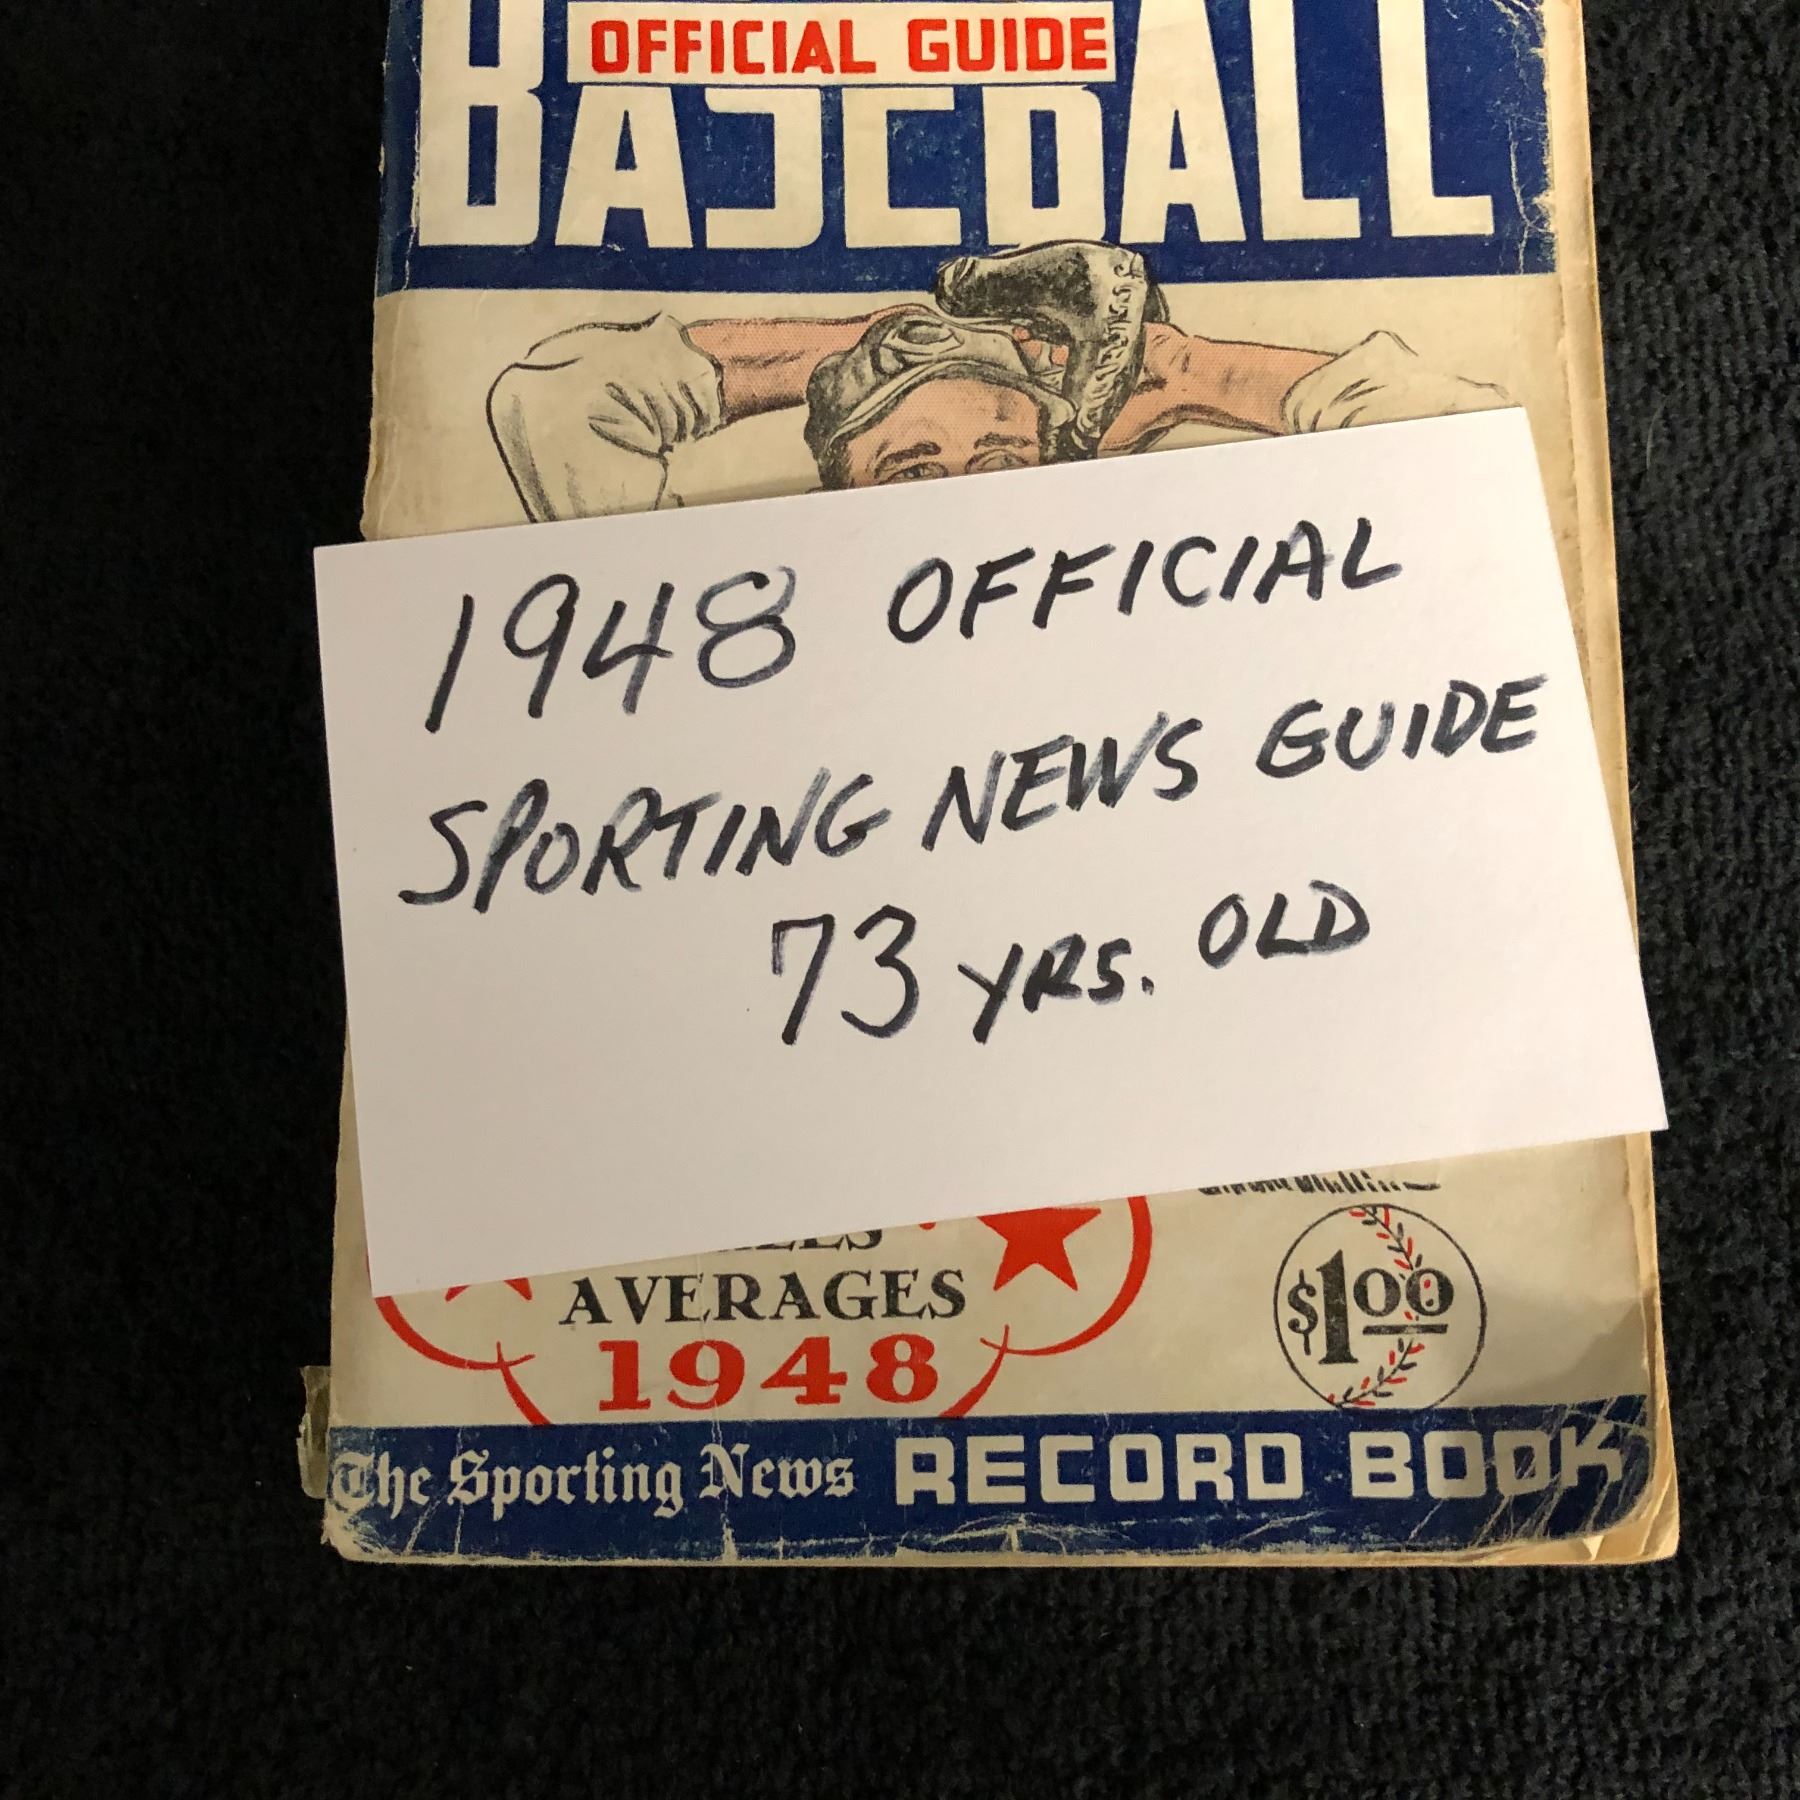 OFFICIAL GUIDE
BASEBALL
1948 OFFICIAL
SPORTING NEWS GUIDE
73 YRS. OLD
AVERAGES
1948
$1.00
The Sporting News RECORD BOOK